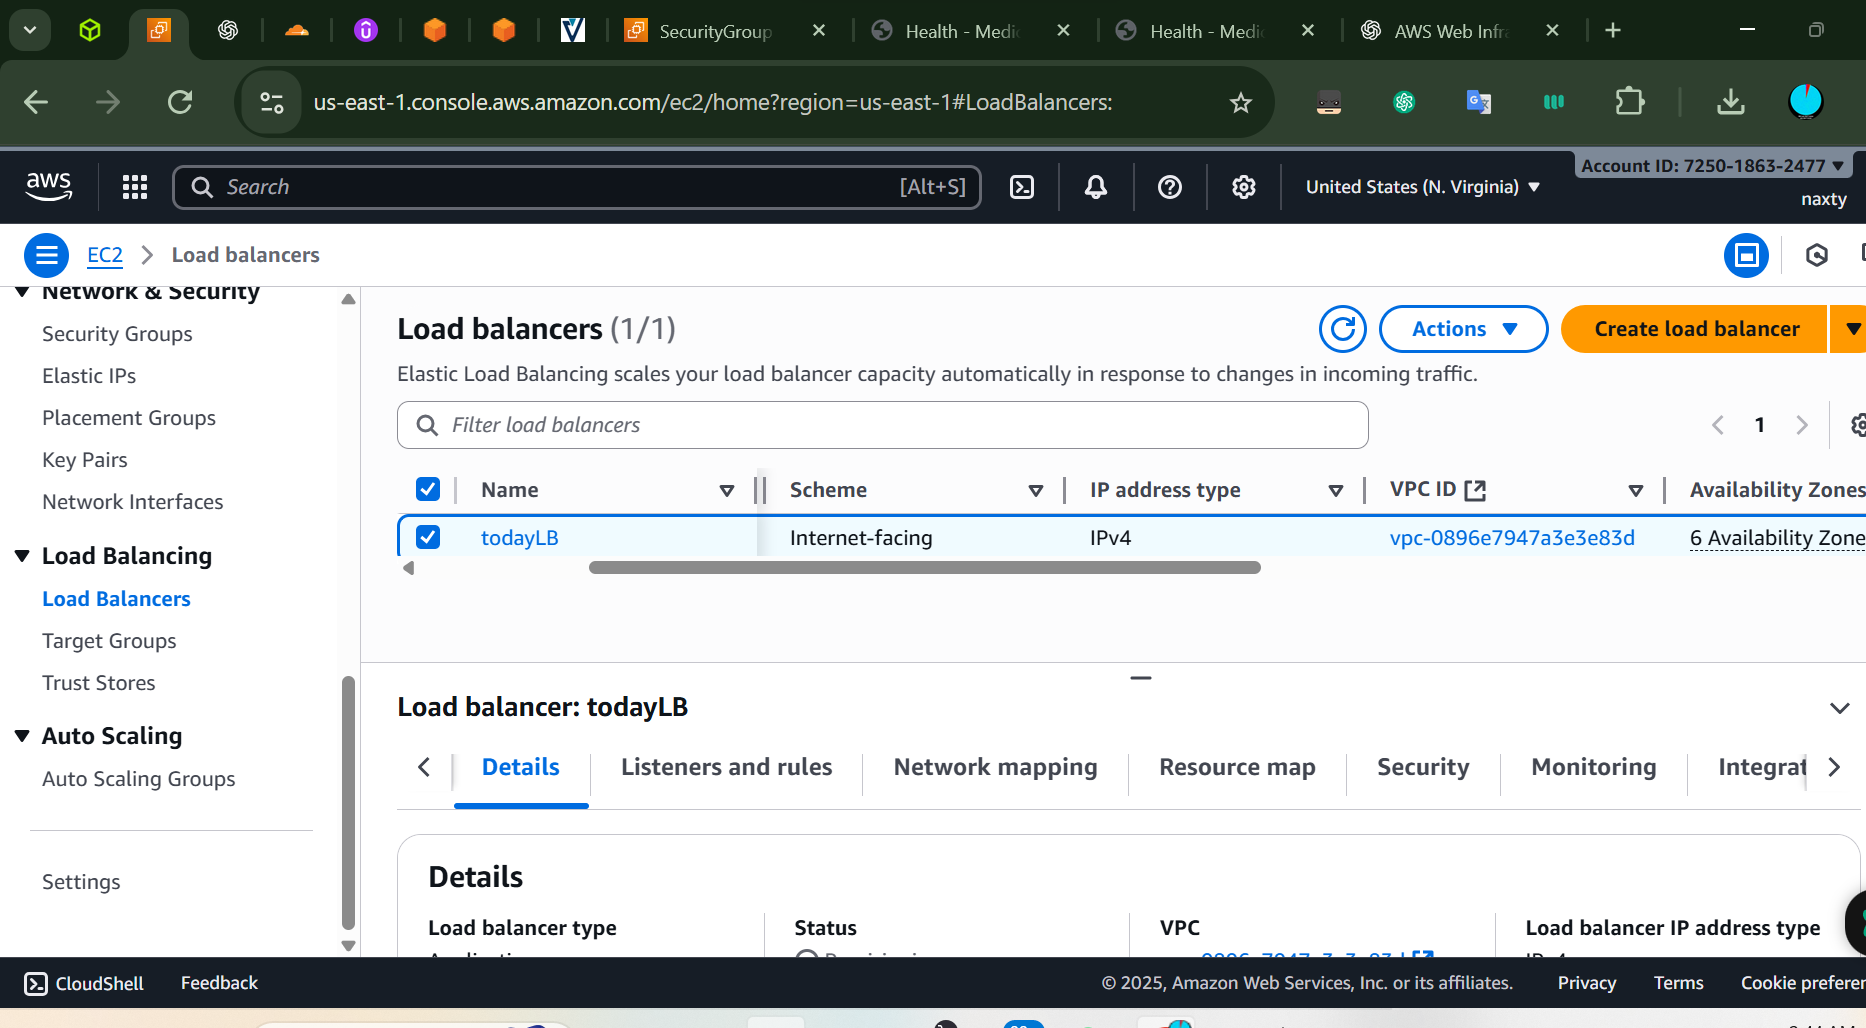 SecurityGroup
Health - Medic
Health - Medic
AWS Web Infra
us-east-1.console.aws.amazon.com/ec2/home?region=us-east-1#LoadBalancers:
aws
Search
[Alt+S]
United States (N. Virginia)
Account ID: 7250-1863-2477
naxty
EC2
Load balancers
Network & Security
Security Groups
Elastic IPs
Placement Groups
Key Pairs
Network Interfaces
Load Balancing
Load Balancers
Target Groups
Trust Stores
Auto Scaling
Auto Scaling Groups
Settings
Load balancers (1/1)
Actions
Create load balancer
Elastic Load Balancing scales your load balancer capacity automatically in response to changes in incoming traffic.
Filter load balancers
1
Name Scheme IP address type VPC ID Availability Zones
todayLB Internet-facing IPv4 vpc-0896e7947a3e3e83d 6 Availability Zone
Load balancer: todayLB
Details Listeners and rules Network mapping Resource map Security Monitoring Integrat
Details
Load balancer type Status VPC Load balancer IP address type
CloudShell Feedback © 2025, Amazon Web Services, Inc. or its affiliates. Privacy Terms Cookie preferen